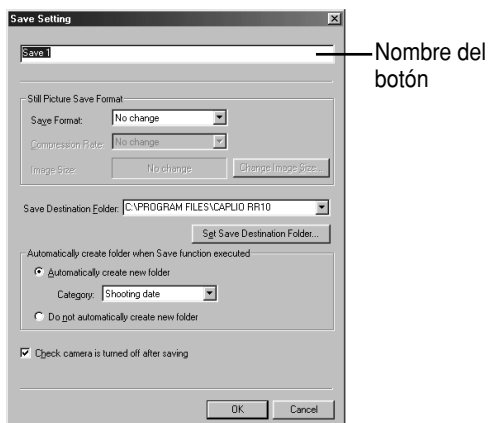 Save Setting
Save 1
Nombre del
botón
Still Picture Save Format
Save Format: No change
Compression Rate: No change
Image Size: No change Change Image Size...
Save Destination Folder: C:\PROGRAM FILES\CAPLIO RR10
Set Save Destination Folder...
Automatically create folder when Save function executed
Automatically create new folder
Category: Shooting date
Do not automatically create new folder
Check camera is turned off after saving
OK Cancel